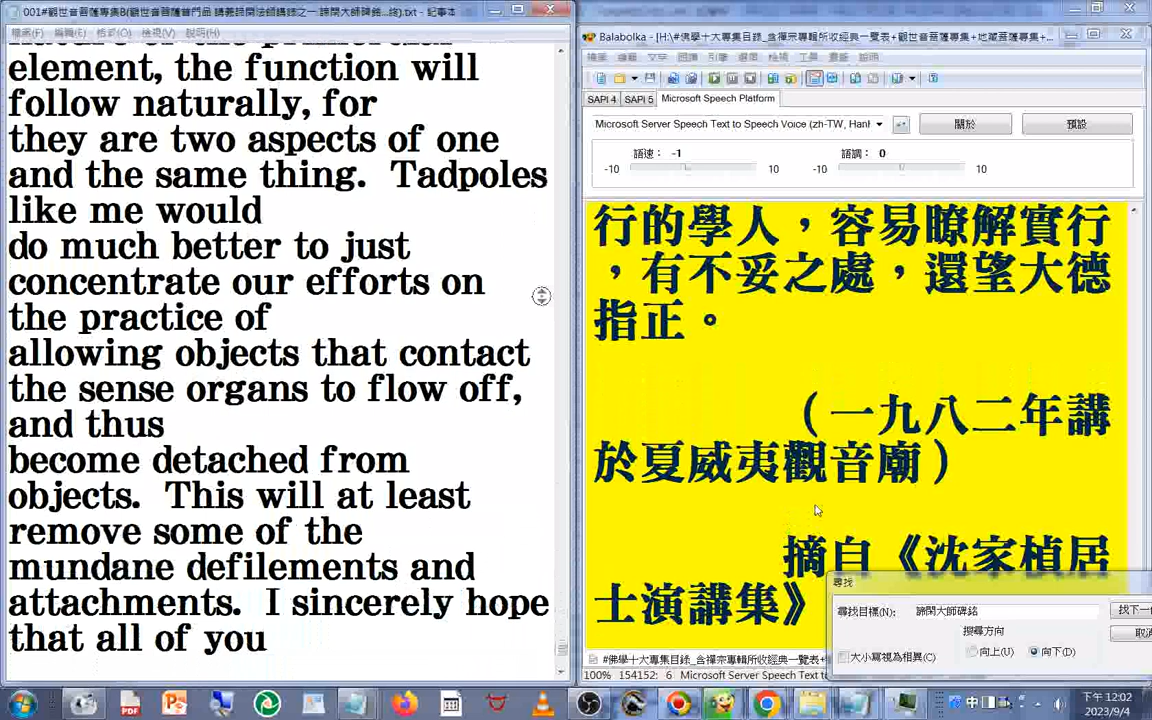 nature of the primordial
element, the function will
follow naturally, for
they are two aspects of one
and the same thing.  Tadpoles
like me would
do much better to just
concentrate our efforts on
the practice of
allowing objects that contact
the sense organs to flow off,
and thus
become detached from
objects.  This will at least
remove some of the
mundane defilements and
attachments.  I sincerely hope
that all of you
SAPI 4 SAPI 5 Microsoft Speech Platform
Microsoft Server Speech Text to Speech Voice (zh-TW, Hanl
關於
預設
語速： -1
語調： 0
-10 10 -10 10
行的學人，容易瞭解實行
，有不妥之處，還望大德
指正。
（一九八二年講
於夏威夷觀音廟）
摘自《沈家楨居
士演講集》
尋找
尋找目標(N): 諦閑大師碑銘
找下一
搜尋方向
取消
大小寫視為相異(C)
向上(U) 向下(D)
100% 154152: 6 Microsoft Server Speech Text to
下午 12:02
2023/9/4